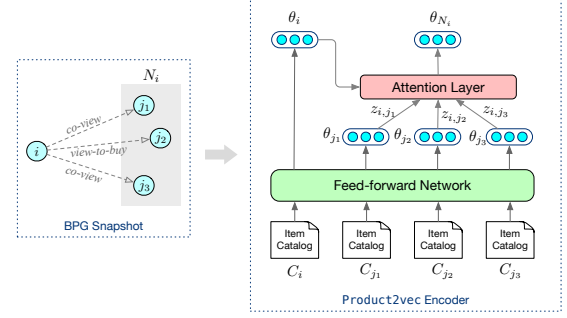 N_i
i
j_1
j_2
j_3
co-view
view-to-buy
co-view
BPG Snapshot
θ_i
θ_{N_i}
Attention Layer
z_{i,j_1}
z_{i,j_2}
z_{i,j_3}
θ_{j_1}
θ_{j_2}
θ_{j_3}
Feed-forward Network
Item Catalog
Item Catalog
Item Catalog
Item Catalog
C_i
C_{j_1}
C_{j_2}
C_{j_3}
Product2vec Encoder